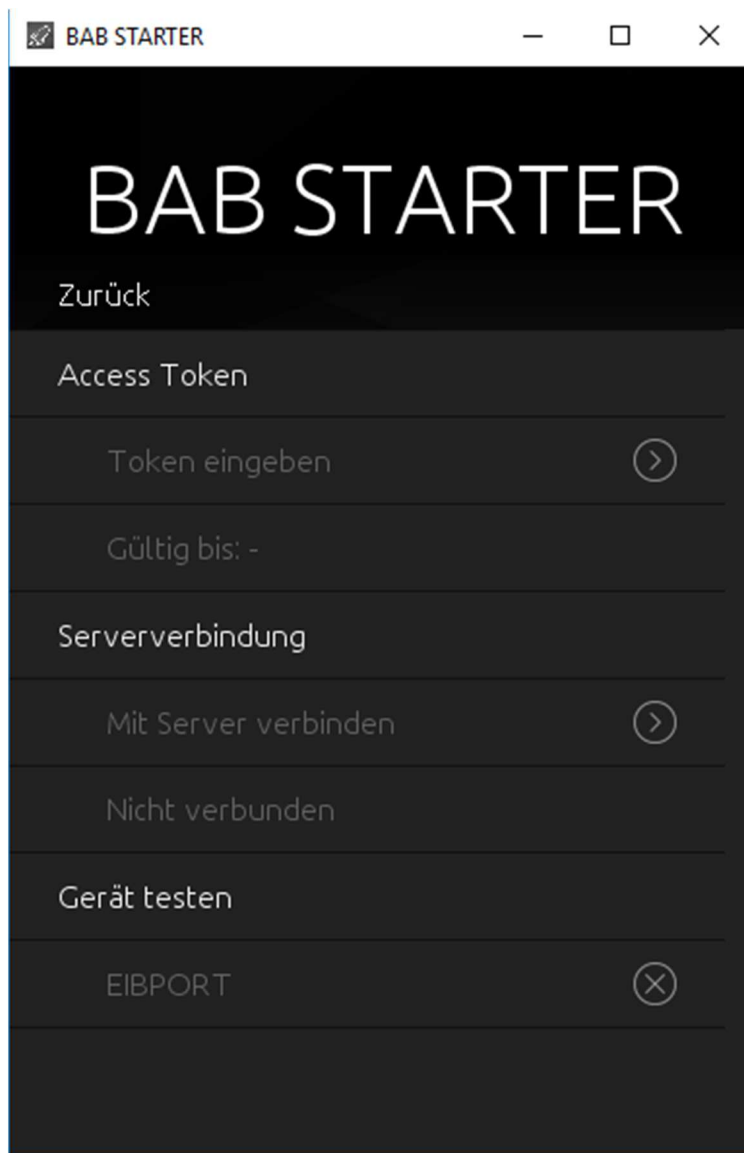 BAB STARTER
BAB STARTER
Zurück
Access Token
Token eingeben
Gültig bis: -
Serververbindung
Mit Server verbinden
Nicht verbunden
Gerät testen
EIBPORT